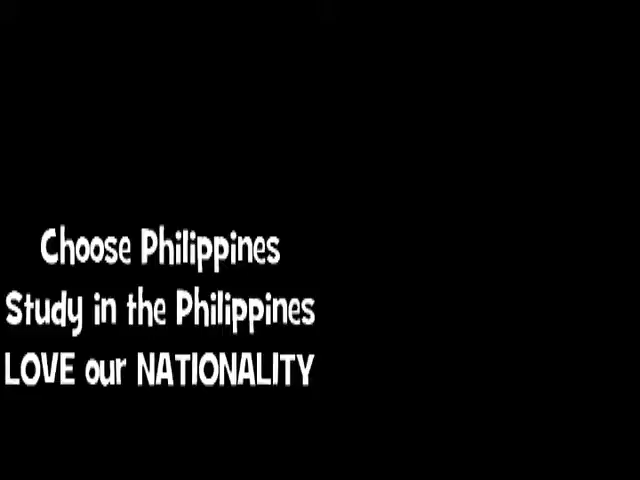 Choose Philippines
Study in the Philippines
LOVE our NATIONALITY